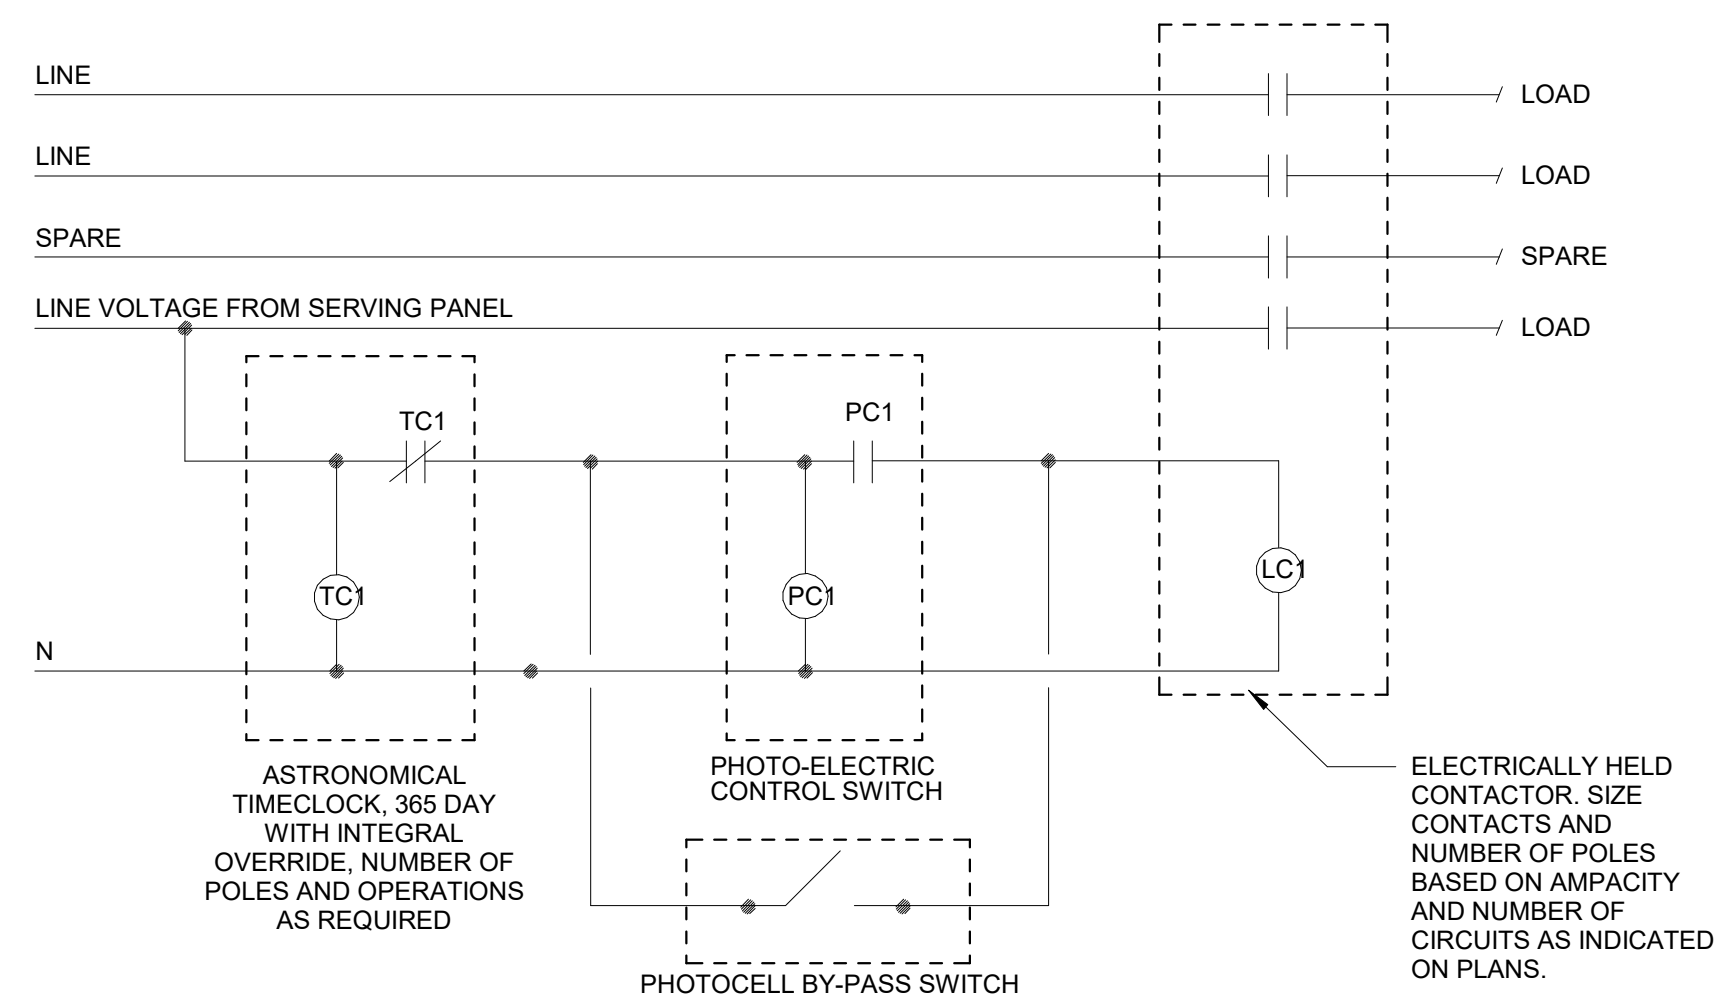 LINE
LOAD
LINE
LOAD
SPARE
SPARE
LINE VOLTAGE FROM SERVING PANEL
LOAD
TC1
PC1
TC1
PC1
LC1
N
ASTRONOMICAL
TIMECLOCK, 365 DAY
WITH INTEGRAL
OVERRIDE, NUMBER OF
POLES AND OPERATIONS
AS REQUIRED
PHOTO-ELECTRIC
CONTROL SWITCH
PHOTOCELL BY-PASS SWITCH
ELECTRICALLY HELD
CONTACTOR. SIZE
CONTACTS AND
NUMBER OF POLES
BASED ON AMPACITY
AND NUMBER OF
CIRCUITS AS INDICATED
ON PLANS.